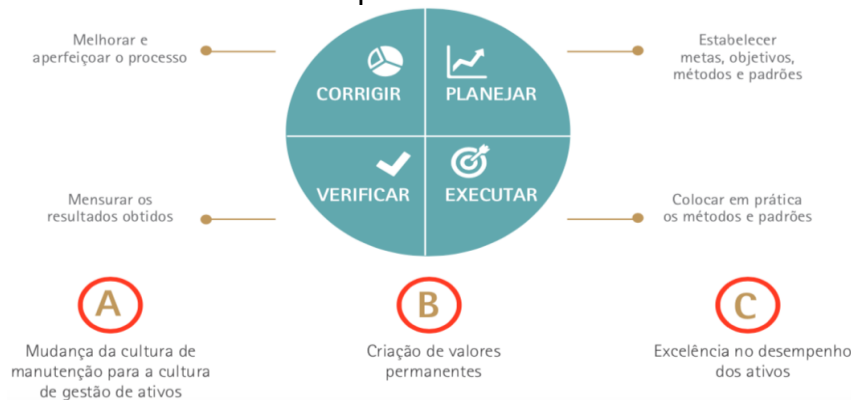 Melhorar e
aperfeiçoar o processo
CORRIGIR
PLANEJAR
Estabelecer
metas, objetivos,
métodos e padrões
Mensurar os
resultados obtidos
VERIFICAR
EXECUTAR
Colocar em prática
os métodos e padrões
A
Mudança da cultura de
manutenção para a cultura
de gestão de ativos
B
Criação de valores
permanentes
C
Excelência no desempenho
dos ativos